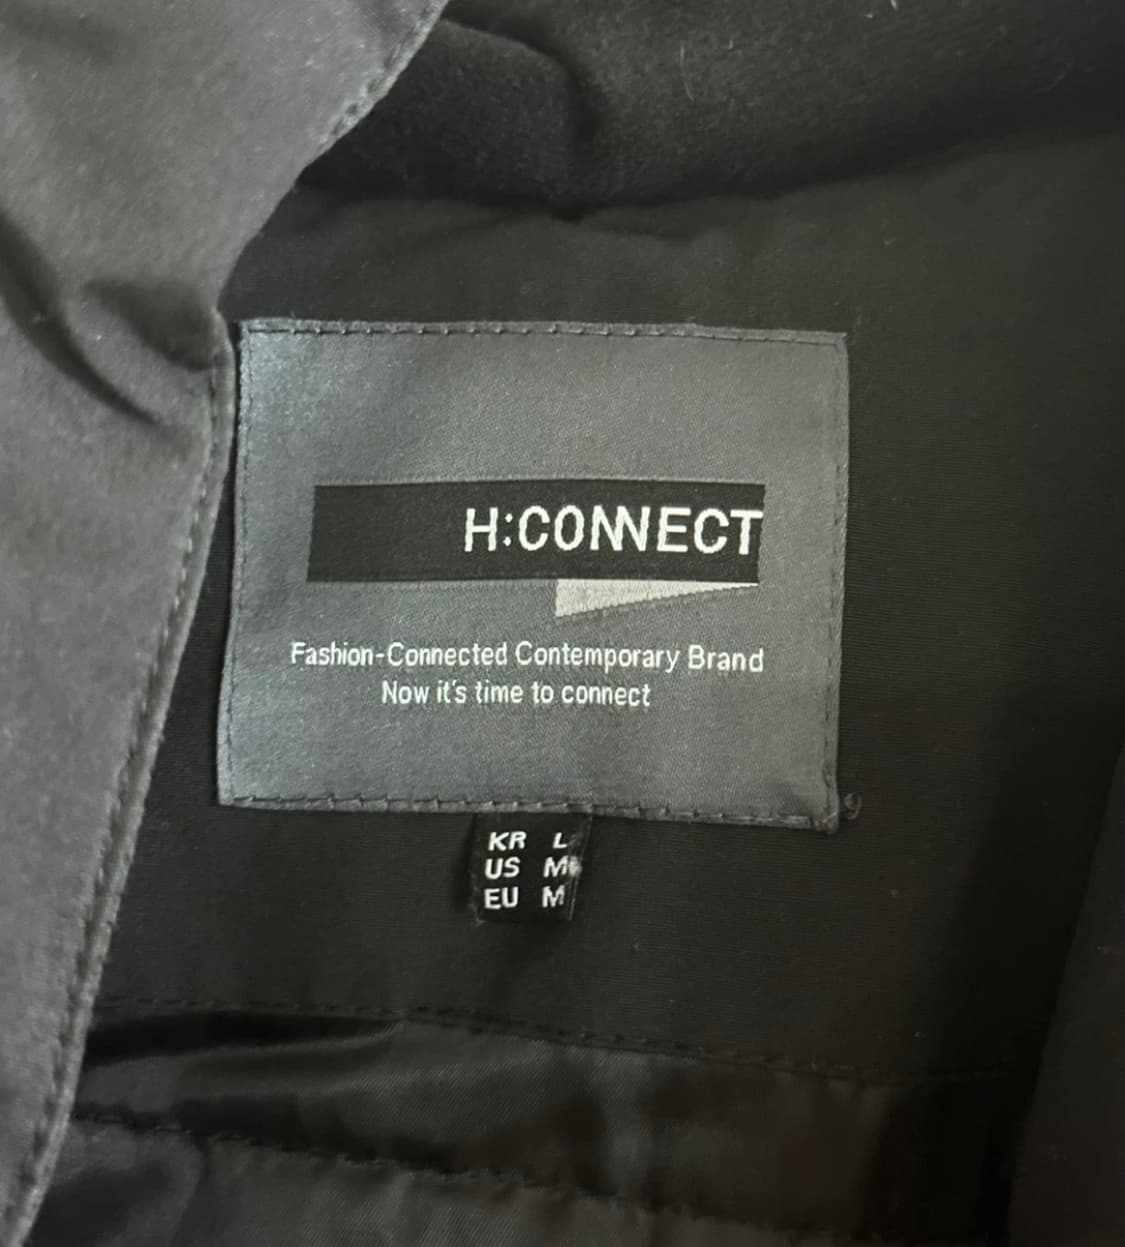 H:CONNECT
Fashion-Connected Contemporary Brand
Now it's time to connect
KR L
US M
EU M